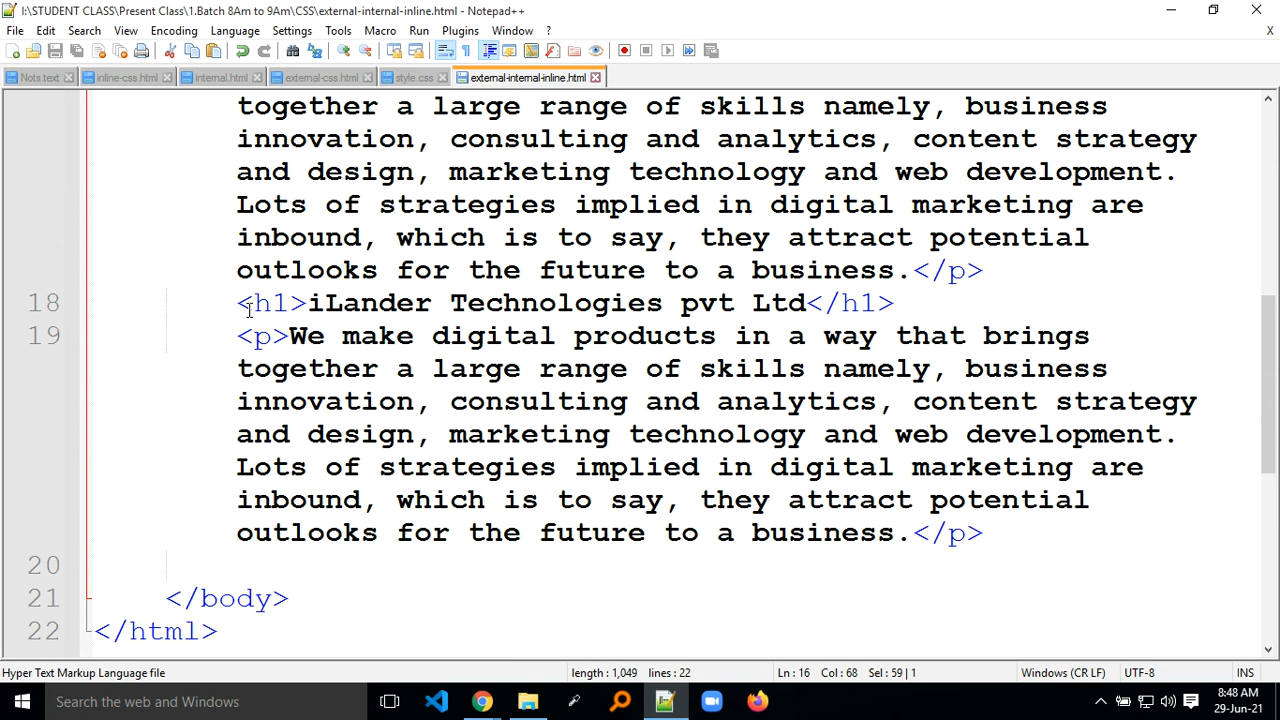 I:\STUDENT CLASS\Present Class\1.Batch 8Am to 9Am\CSS\external-internal-inline.html - Notepad++
File Edit Search View Encoding Language Settings Tools Macro Run Plugins Window ? X
Nots.text inline-css.html internal.html external-css.html style.css external-internal-inline.html
together a large range of skills namely, business
innovation, consulting and analytics, content strategy
and design, marketing technology and web development.
Lots of strategies implied in digital marketing are
inbound, which is to say, they attract potential
outlooks for the future to a business.</p>
18 <h1>iLander Technologies pvt Ltd</h1>
19 <p>We make digital products in a way that brings
together a large range of skills namely, business
innovation, consulting and analytics, content strategy
and design, marketing technology and web development.
Lots of strategies implied in digital marketing are
inbound, which is to say, they attract potential
outlooks for the future to a business.</p>
20
21 </body>
22 </html>
Hyper Text Markup Language file length : 1,049 lines : 22 Ln : 16 Col : 68 Sel : 59 | 1 Windows (CR LF) UTF-8 INS
Search the web and Windows
8:48 AM
29-Jun-21